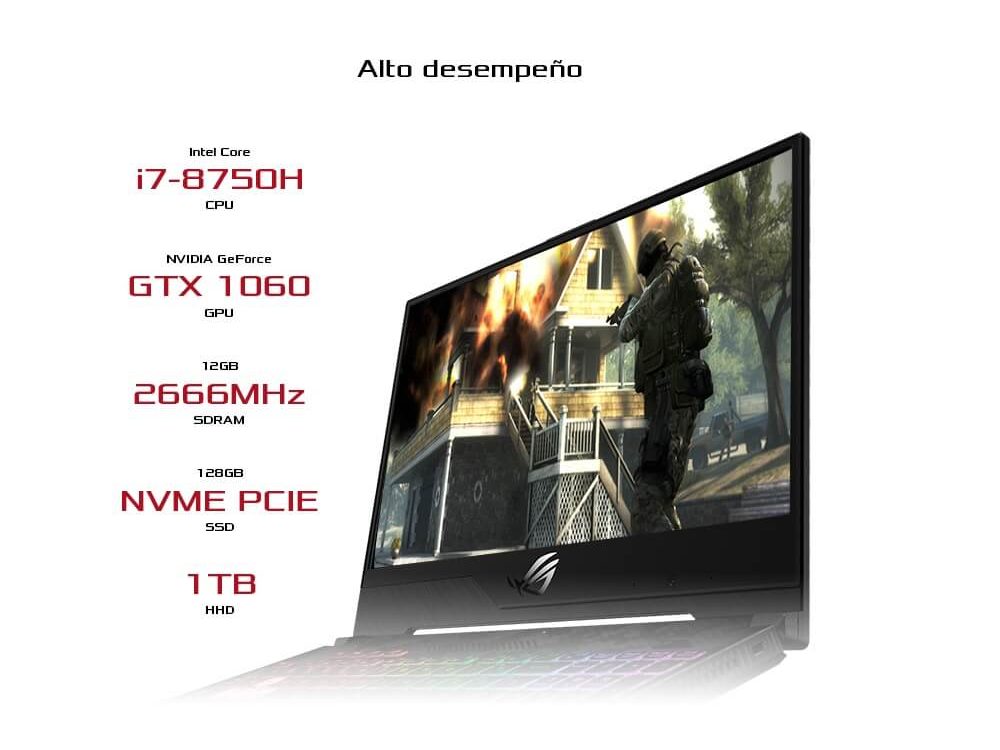 Alto desempeño
Intel Core
i7-8750H
CPU
NVIDIA GeForce
GTX 1060
GPU
12GB
2666MHz
SDRAM
128GB
NVME PCIE
SSD
1TB
HHD